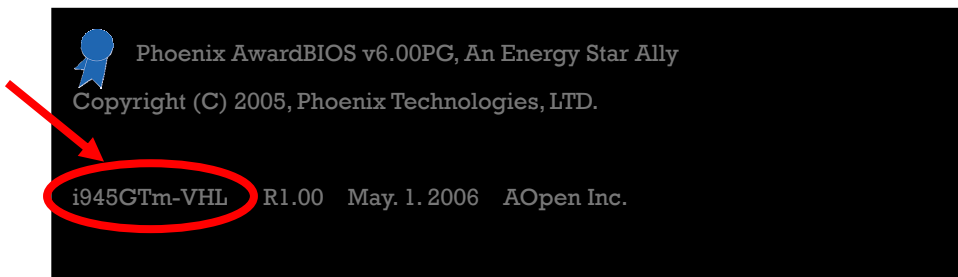 Phoenix AwardBIOS v6.00PG, An Energy Star Ally
Copyright (C) 2005, Phoenix Technologies, LTD.
i945GTm-VHL R1.00 May. 1. 2006 AOpen Inc.